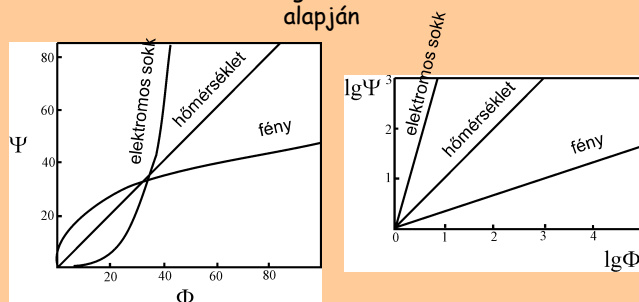 alapján
80
60
40
20
Ψ
elektromos sokk
hőmérséklet
fény
20
40
60
80
Φ
lgΨ
3
2
1
elektromos sokk
hőmérséklet
fény
0
1
2
3
4
lgΦ